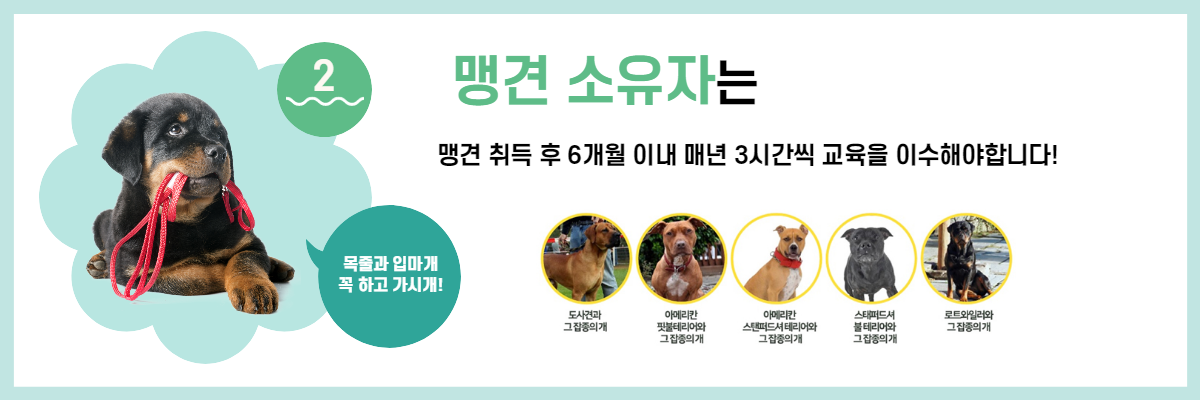 2
맹견 소유자는
맹견 취득 후 6개월 이내 매년 3시간씩 교육을 이수해야합니다!
목줄과 입마개
꼭 하고 가시개!
도사견과
그 잡종의 개
아메리칸
핏불테리어와
그 잡종의 개
아메리칸
스탠퍼드셔 테리어와
그 잡종의 개
스태퍼드셔
불 테리어와
그 잡종의 개
로트와일러와
그 잡종의 개